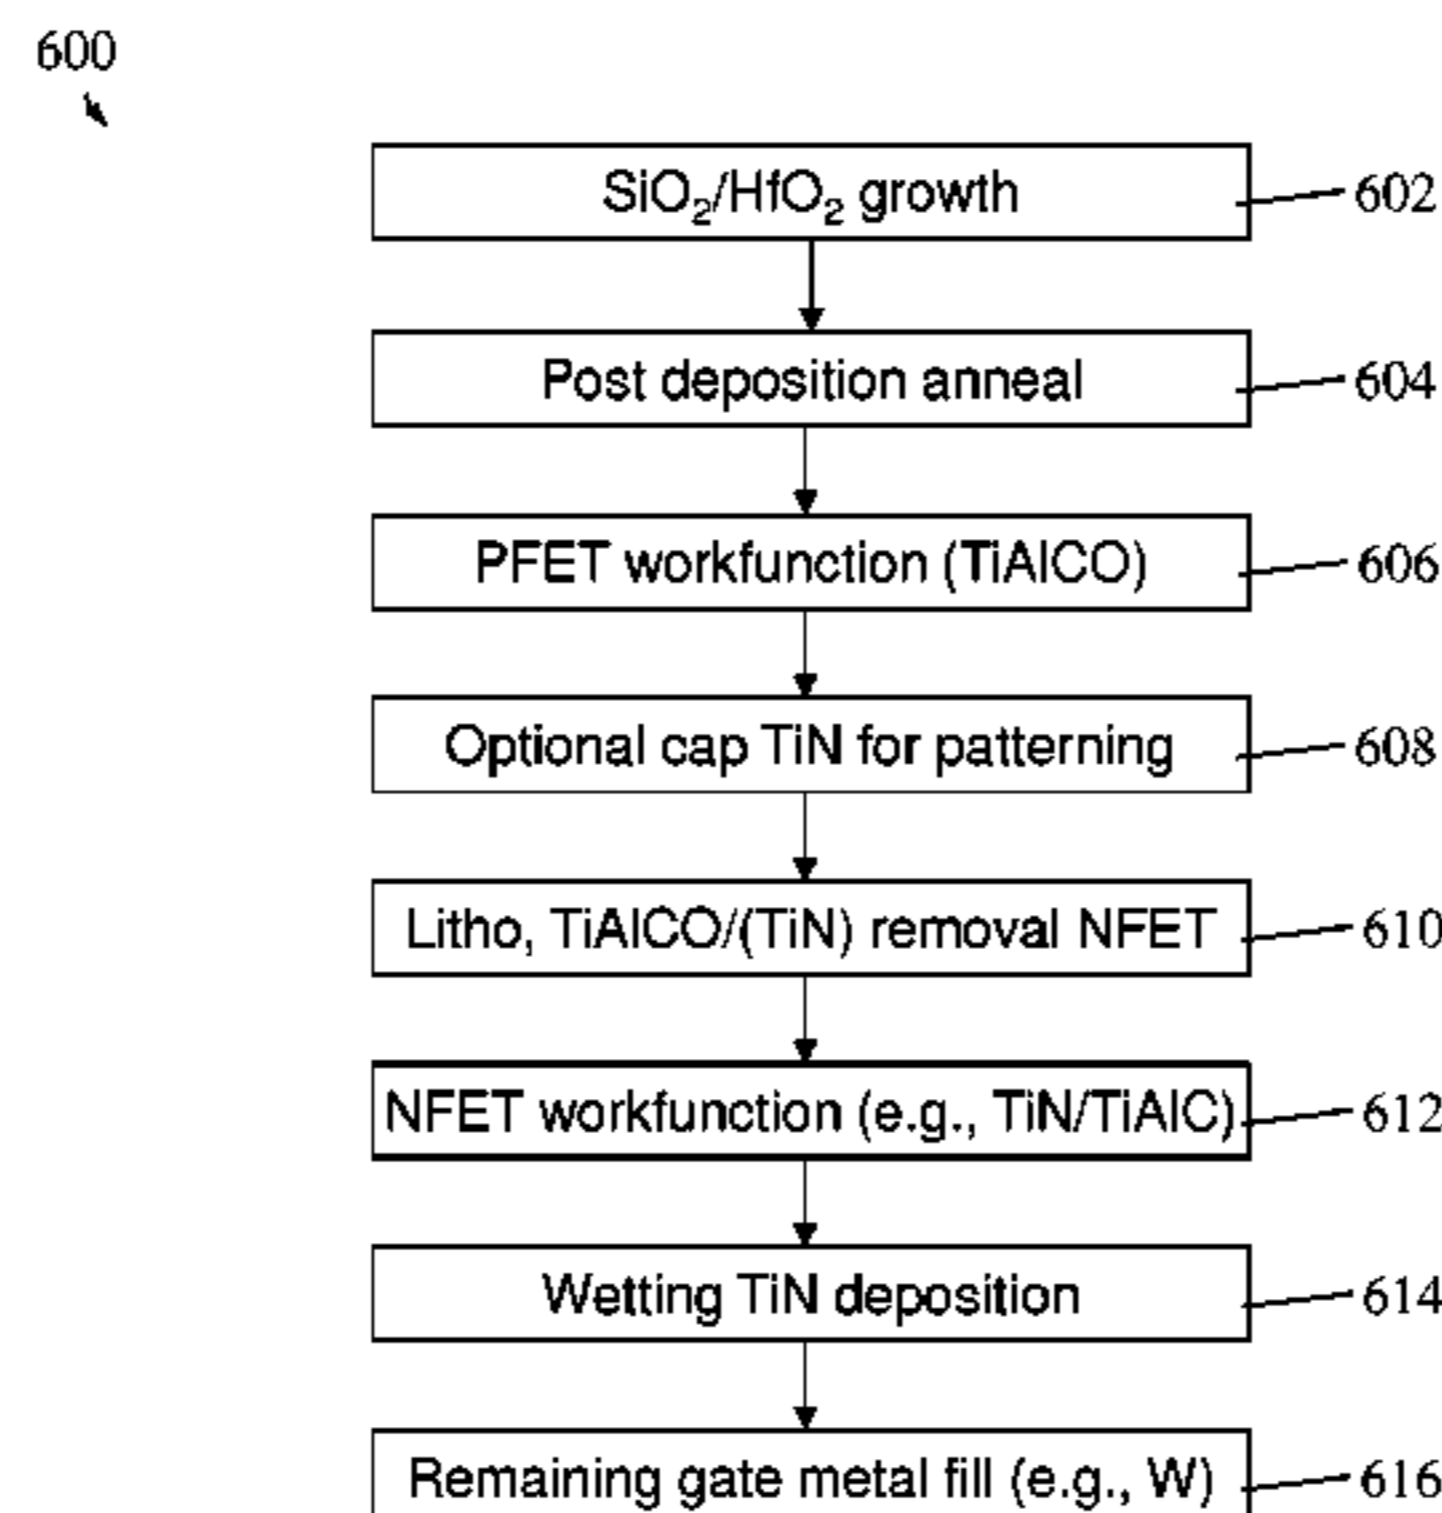 600
SiO₂/HfO₂ growth 602
Post deposition anneal 604
PFET workfunction (TiAlCO) 606
Optional cap TiN for patterning 608
Litho, TiAlCO/(TiN) removal NFET 610
NFET workfunction (e.g., TiN/TiAlC) 612
Wetting TiN deposition 614
Remaining gate metal fill (e.g., W) 616